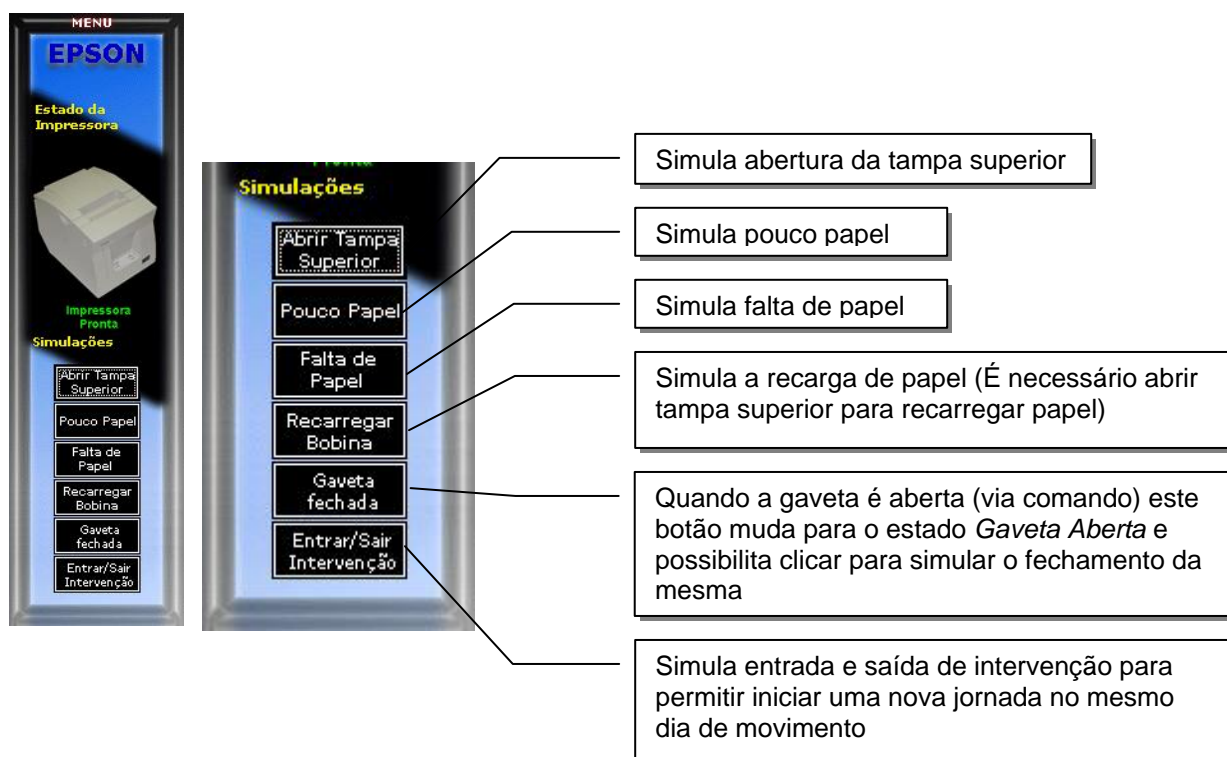 MENU
EPSON
Estado da
Impressora
Impressora
Pronta
Simulações
Abrir Tampa
Superior
Pouco Papel
Falta de
Papel
Recarregar
Bobina
Gaveta
fechada
Entrar/Sair
Intervenção
Pronta
Simulações
Abrir Tampa
Superior
Pouco Papel
Falta de
Papel
Recarregar
Bobina
Gaveta
fechada
Entrar/Sair
Intervenção
Simula abertura da tampa superior
Simula pouco papel
Simula falta de papel
Simula a recarga de papel (É necessário abrir
tampa superior para recarregar papel)
Quando a gaveta é aberta (via comando) este
botão muda para o estado Gaveta Aberta e
possibilita clicar para simular o fechamento da
mesma
Simula entrada e saída de intervenção para
permitir iniciar uma nova jornada no mesmo
dia de movimento